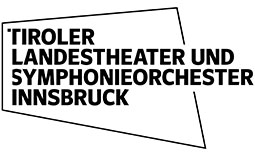 TIROLER
LANDESTHEATER UND
SYMPHONIEORCHESTER
INNSBRUCK